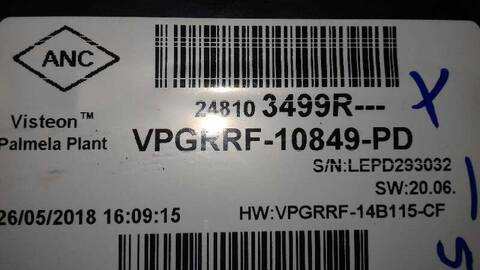 ANC
24810 3499R---
Visteon™
VPGRRF-10849-PD
Palmela Plant
S/N:LEPD293032
SW:20.06.
26/05/2018 16:09:15
HW:VPGRRF-14B115-CF
X